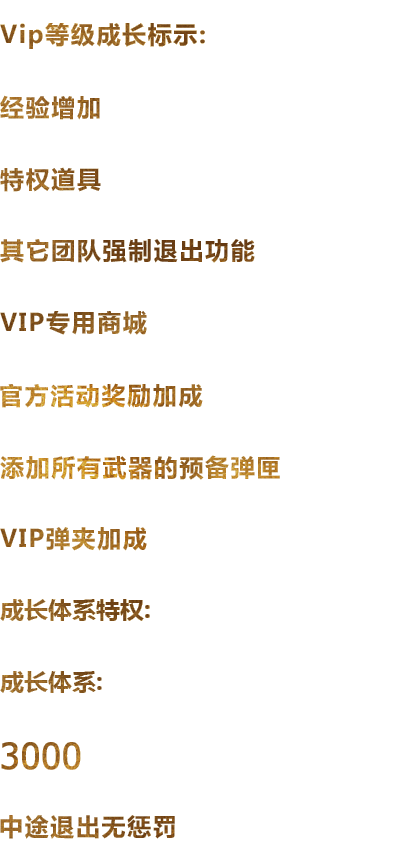 Vip等级成长标示:
经验增加
特权道具
其它团队强制退出功能
VIP专用商城
官方活动奖励加成
添加所有武器的预备弹匣
VIP弹夹加成
成长体系特权:
成长体系:
3000
中途退出无惩罚